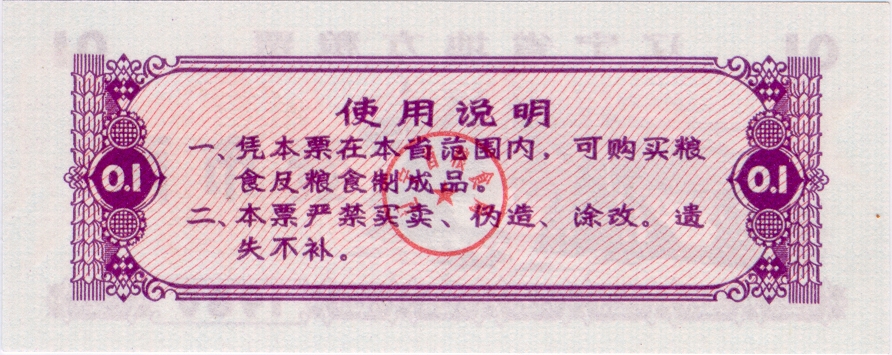 使用说明
一、凭本票在本省范围内，可购买粮
食及粮食制成品。
二、本票严禁买卖、伪造、涂改。遗
失不补。
0.1
0.1